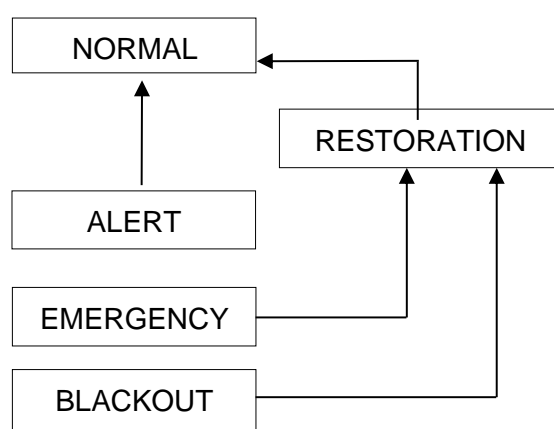 NORMAL
RESTORATION
ALERT
EMERGENCY
BLACKOUT